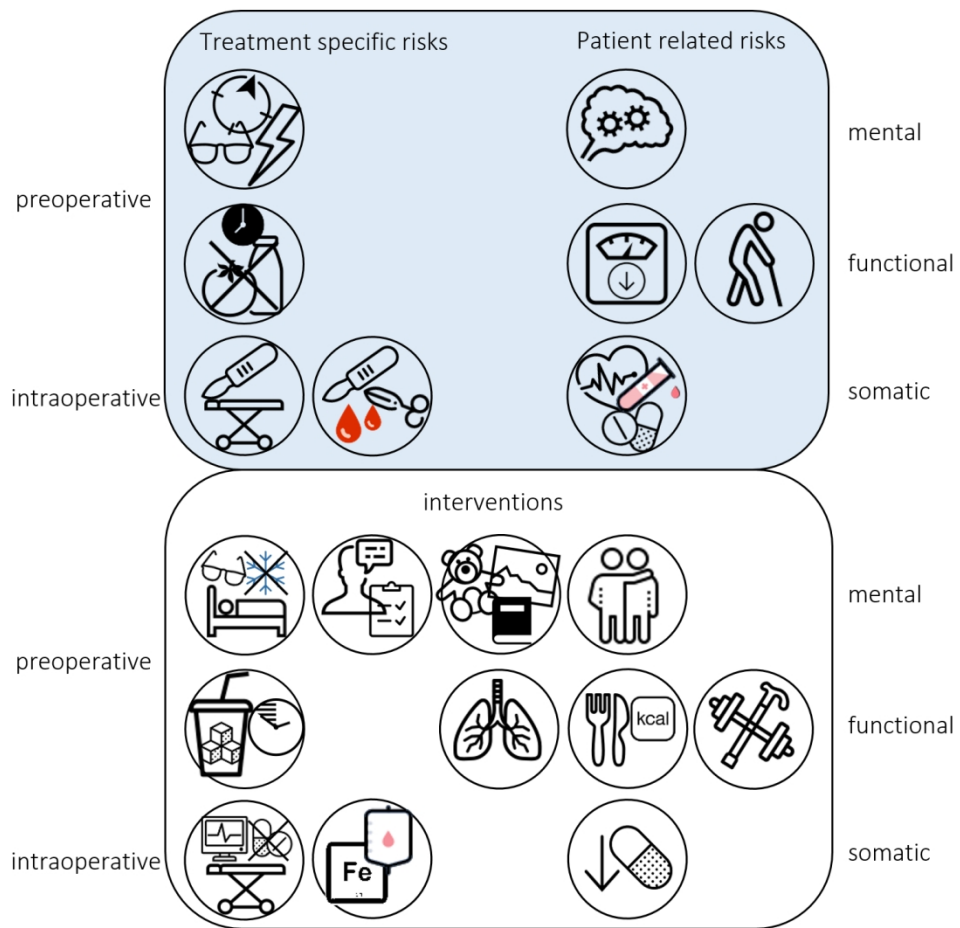 Treatment specific risks
Patient related risks
mental
preoperative
functional
intraoperative
somatic
interventions
mental
preoperative
kcal
functional
intraoperative
Fe
somatic